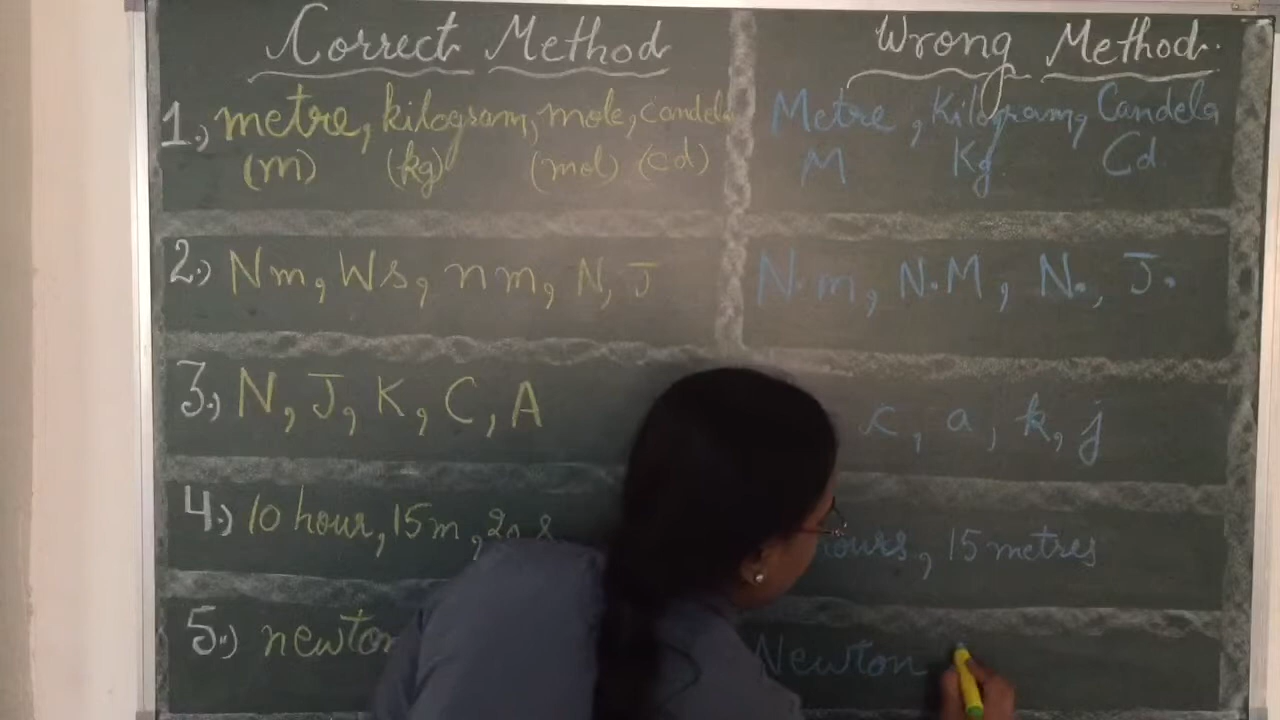 Correct Method
Wrong Method.
1.) metre, kilogram, mole, candela
(m) (kg) (mol) (cd)
Metre, Kilogram, Candela
M Kg Cd
2.) Nm, Ws, nm, N, J
N.m, N.M, N., J.
3.) N, J, K, C, A
c, a, k, j
4.) 10 hour, 15m,
hours, 15 metres
5.) newton
Newton